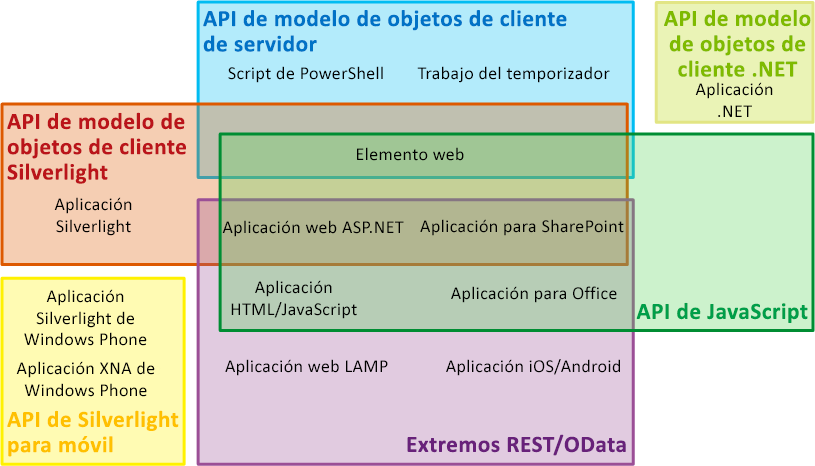 API de modelo de objetos de cliente
de servidor
Script de PowerShell
Trabajo del temporizador
API de modelo
de objetos de
cliente .NET
Aplicación
.NET
API de modelo de
objetos de cliente
Silverlight
Elemento web
Aplicación
Silverlight
Aplicación web ASP.NET
Aplicación para SharePoint
Aplicación
HTML/JavaScript
Aplicación para Office
API de JavaScript
Aplicación
Silverlight de
Windows Phone
Aplicación XNA de
Windows Phone
API de Silverlight
para móvil
Aplicación web LAMP
Aplicación iOS/Android
Extremos REST/OData